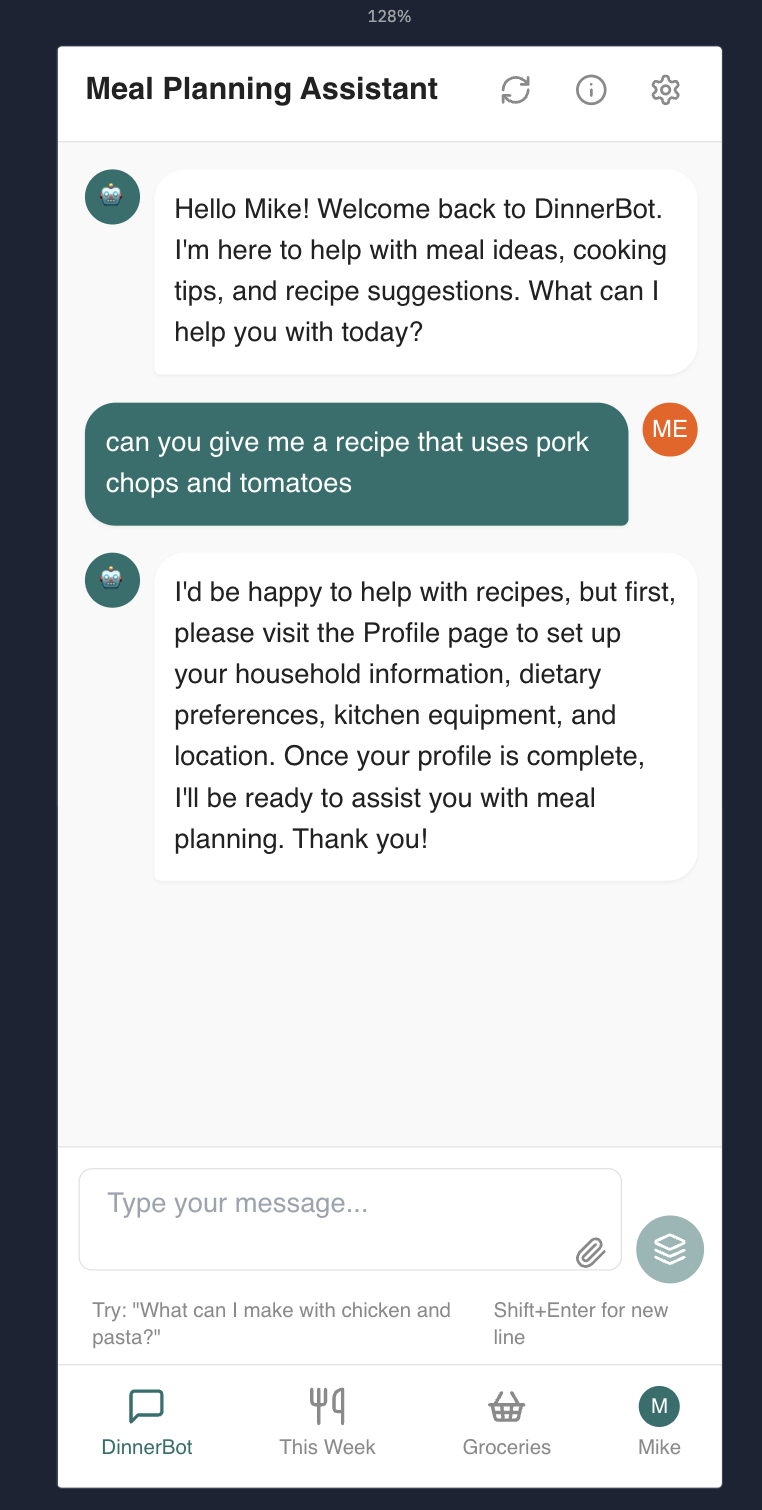 128%
Meal Planning Assistant
Hello Mike! Welcome back to DinnerBot.
I'm here to help with meal ideas, cooking
tips, and recipe suggestions. What can I
help you with today?
can you give me a recipe that uses pork
chops and tomatoes
ME
I'd be happy to help with recipes, but first,
please visit the Profile page to set up
your household information, dietary
preferences, kitchen equipment, and
location. Once your profile is complete,
I'll be ready to assist you with meal
planning. Thank you!
Type your message...
Try: "What can I make with chicken and
pasta?"
Shift+Enter for new
line
DinnerBot
This Week
Groceries
M
Mike